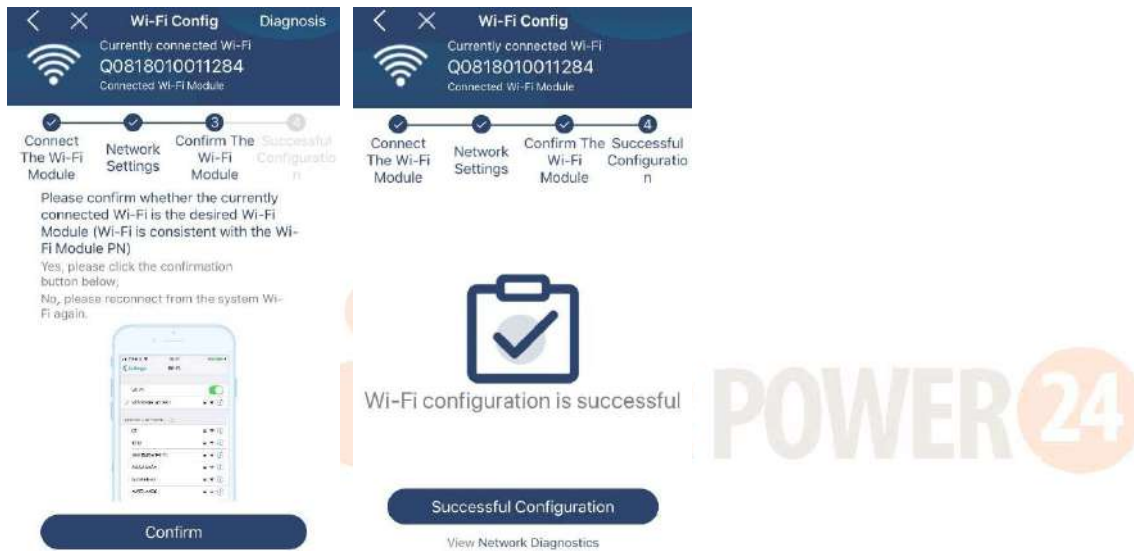 Wi-Fi Config
Diagnosis
Currently connected Wi-Fi
Q0818010011284
Connected Wi-Fi Module
3
4
Connect
The Wi-Fi
Module
Network
Settings
Confirm The
Wi-Fi
Module
Successful
Configuratio
n
Please confirm whether the currently
connected Wi-Fi is the desired Wi-Fi
Module (Wi-Fi is consistent with the Wi-
Fi Module PN)
Yes, please click the confirmation
button below;
No, please reconnect from the system Wi-
Fi again.
Confirm
Wi-Fi Config
Currently connected Wi-Fi
Q0818010011284
Connected Wi-Fi Module
4
Connect
The Wi-Fi
Module
Network
Settings
Confirm The
Wi-Fi
Module
Successful
Configuratio
n
Wi-Fi configuration is successful
Successful Configuration
View Network Diagnostics
POWER 24